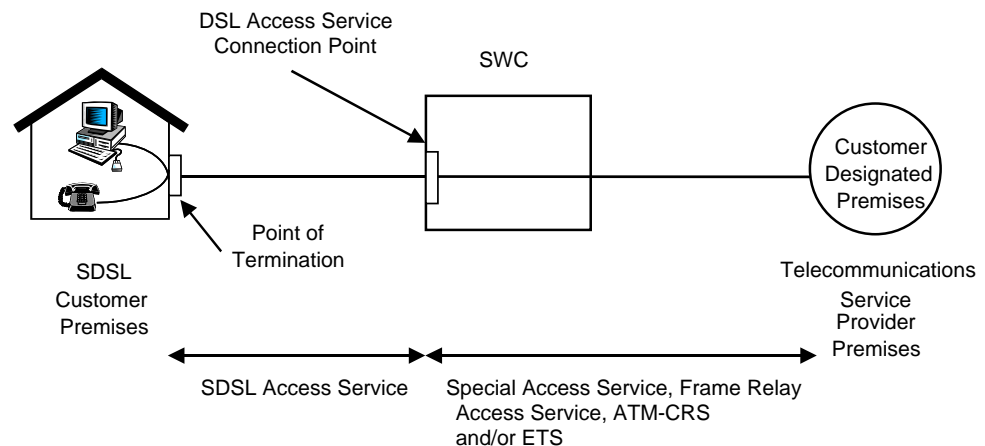 DSL Access Service
Connection Point
SWC
Customer
Designated
Premises
Point of
Termination
SDSL
Customer
Premises
Telecommunications
Service
Provider
Premises
SDSL Access Service
Special Access Service, Frame Relay
Access Service, ATM-CRS
and/or ETS